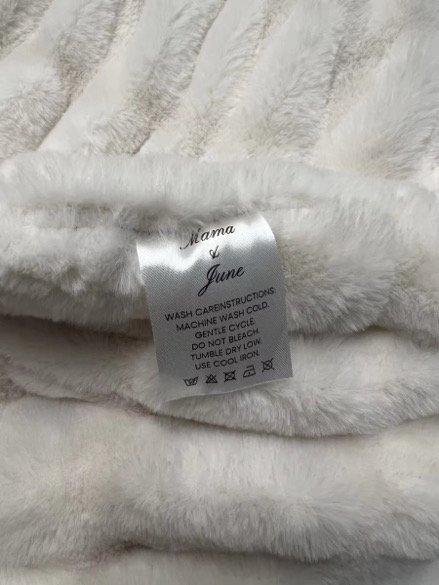 Mama
&
June
WASH CAREINSTRUCTIONS:
MACHINE WASH COLD.
GENTLE CYCLE.
DO NOT BLEACH.
TUMBLE DRY LOW.
USE COOL IRON.